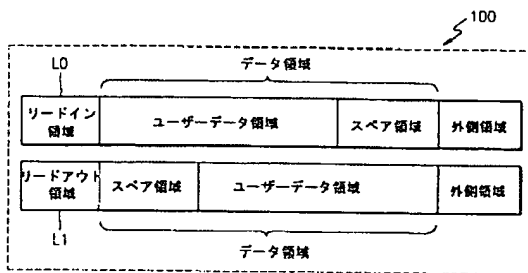 100
L0
データ領域
リードイン
領域
ユーザーデータ領域
スペア領域
外側領域
リードアウト
領域
スペア領域
ユーザーデータ領域
外側領域
L1
データ領域